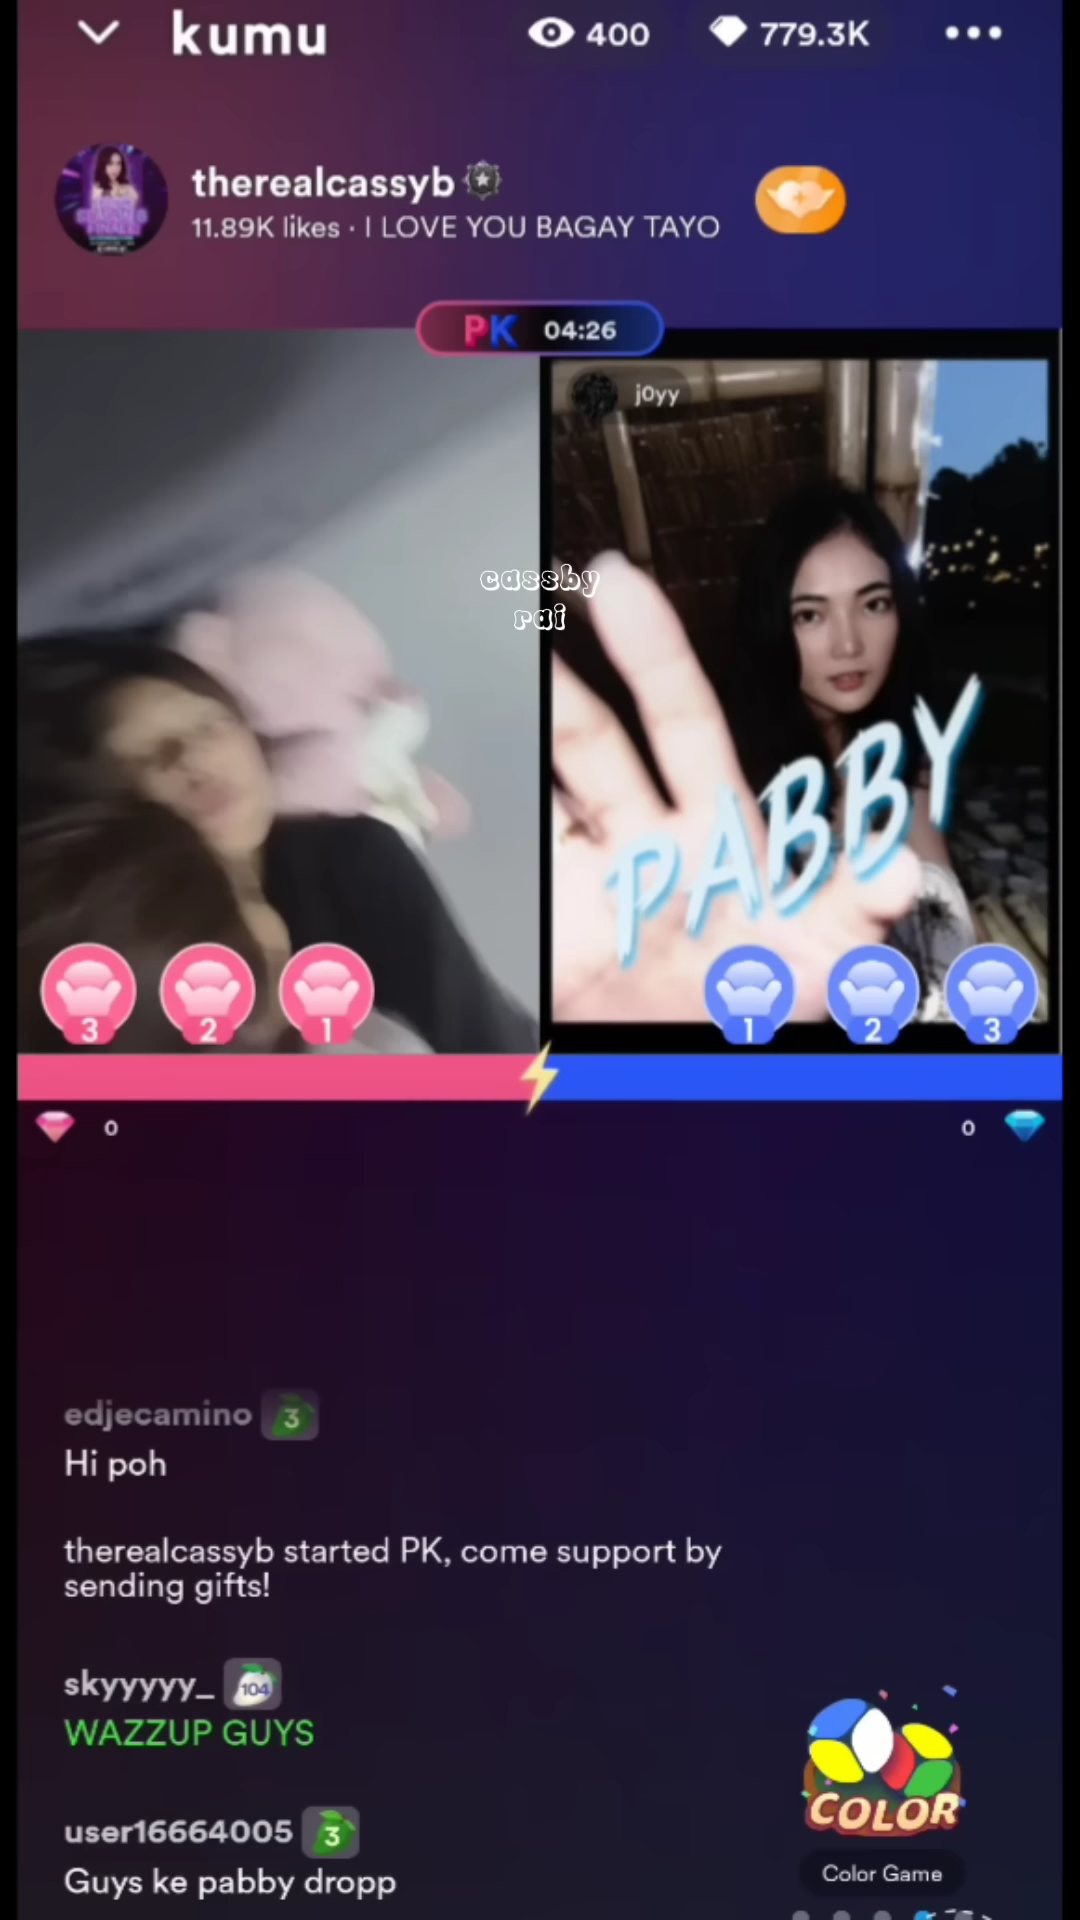 kumu
400
779.3K
therealcassyb
11.89K likes · I LOVE YOU BAGAY TAYO
PK 04:26
j0yy
cassby
rai
PABBY
3
2
1
1
2
3
0
0
edjecamino 3
Hi poh
therealcassyb started PK, come support by
sending gifts!
skyyyyy_ 104
WAZZUP GUYS
user16664005 3
Guys ke pabby dropp
COLOR
Color Game